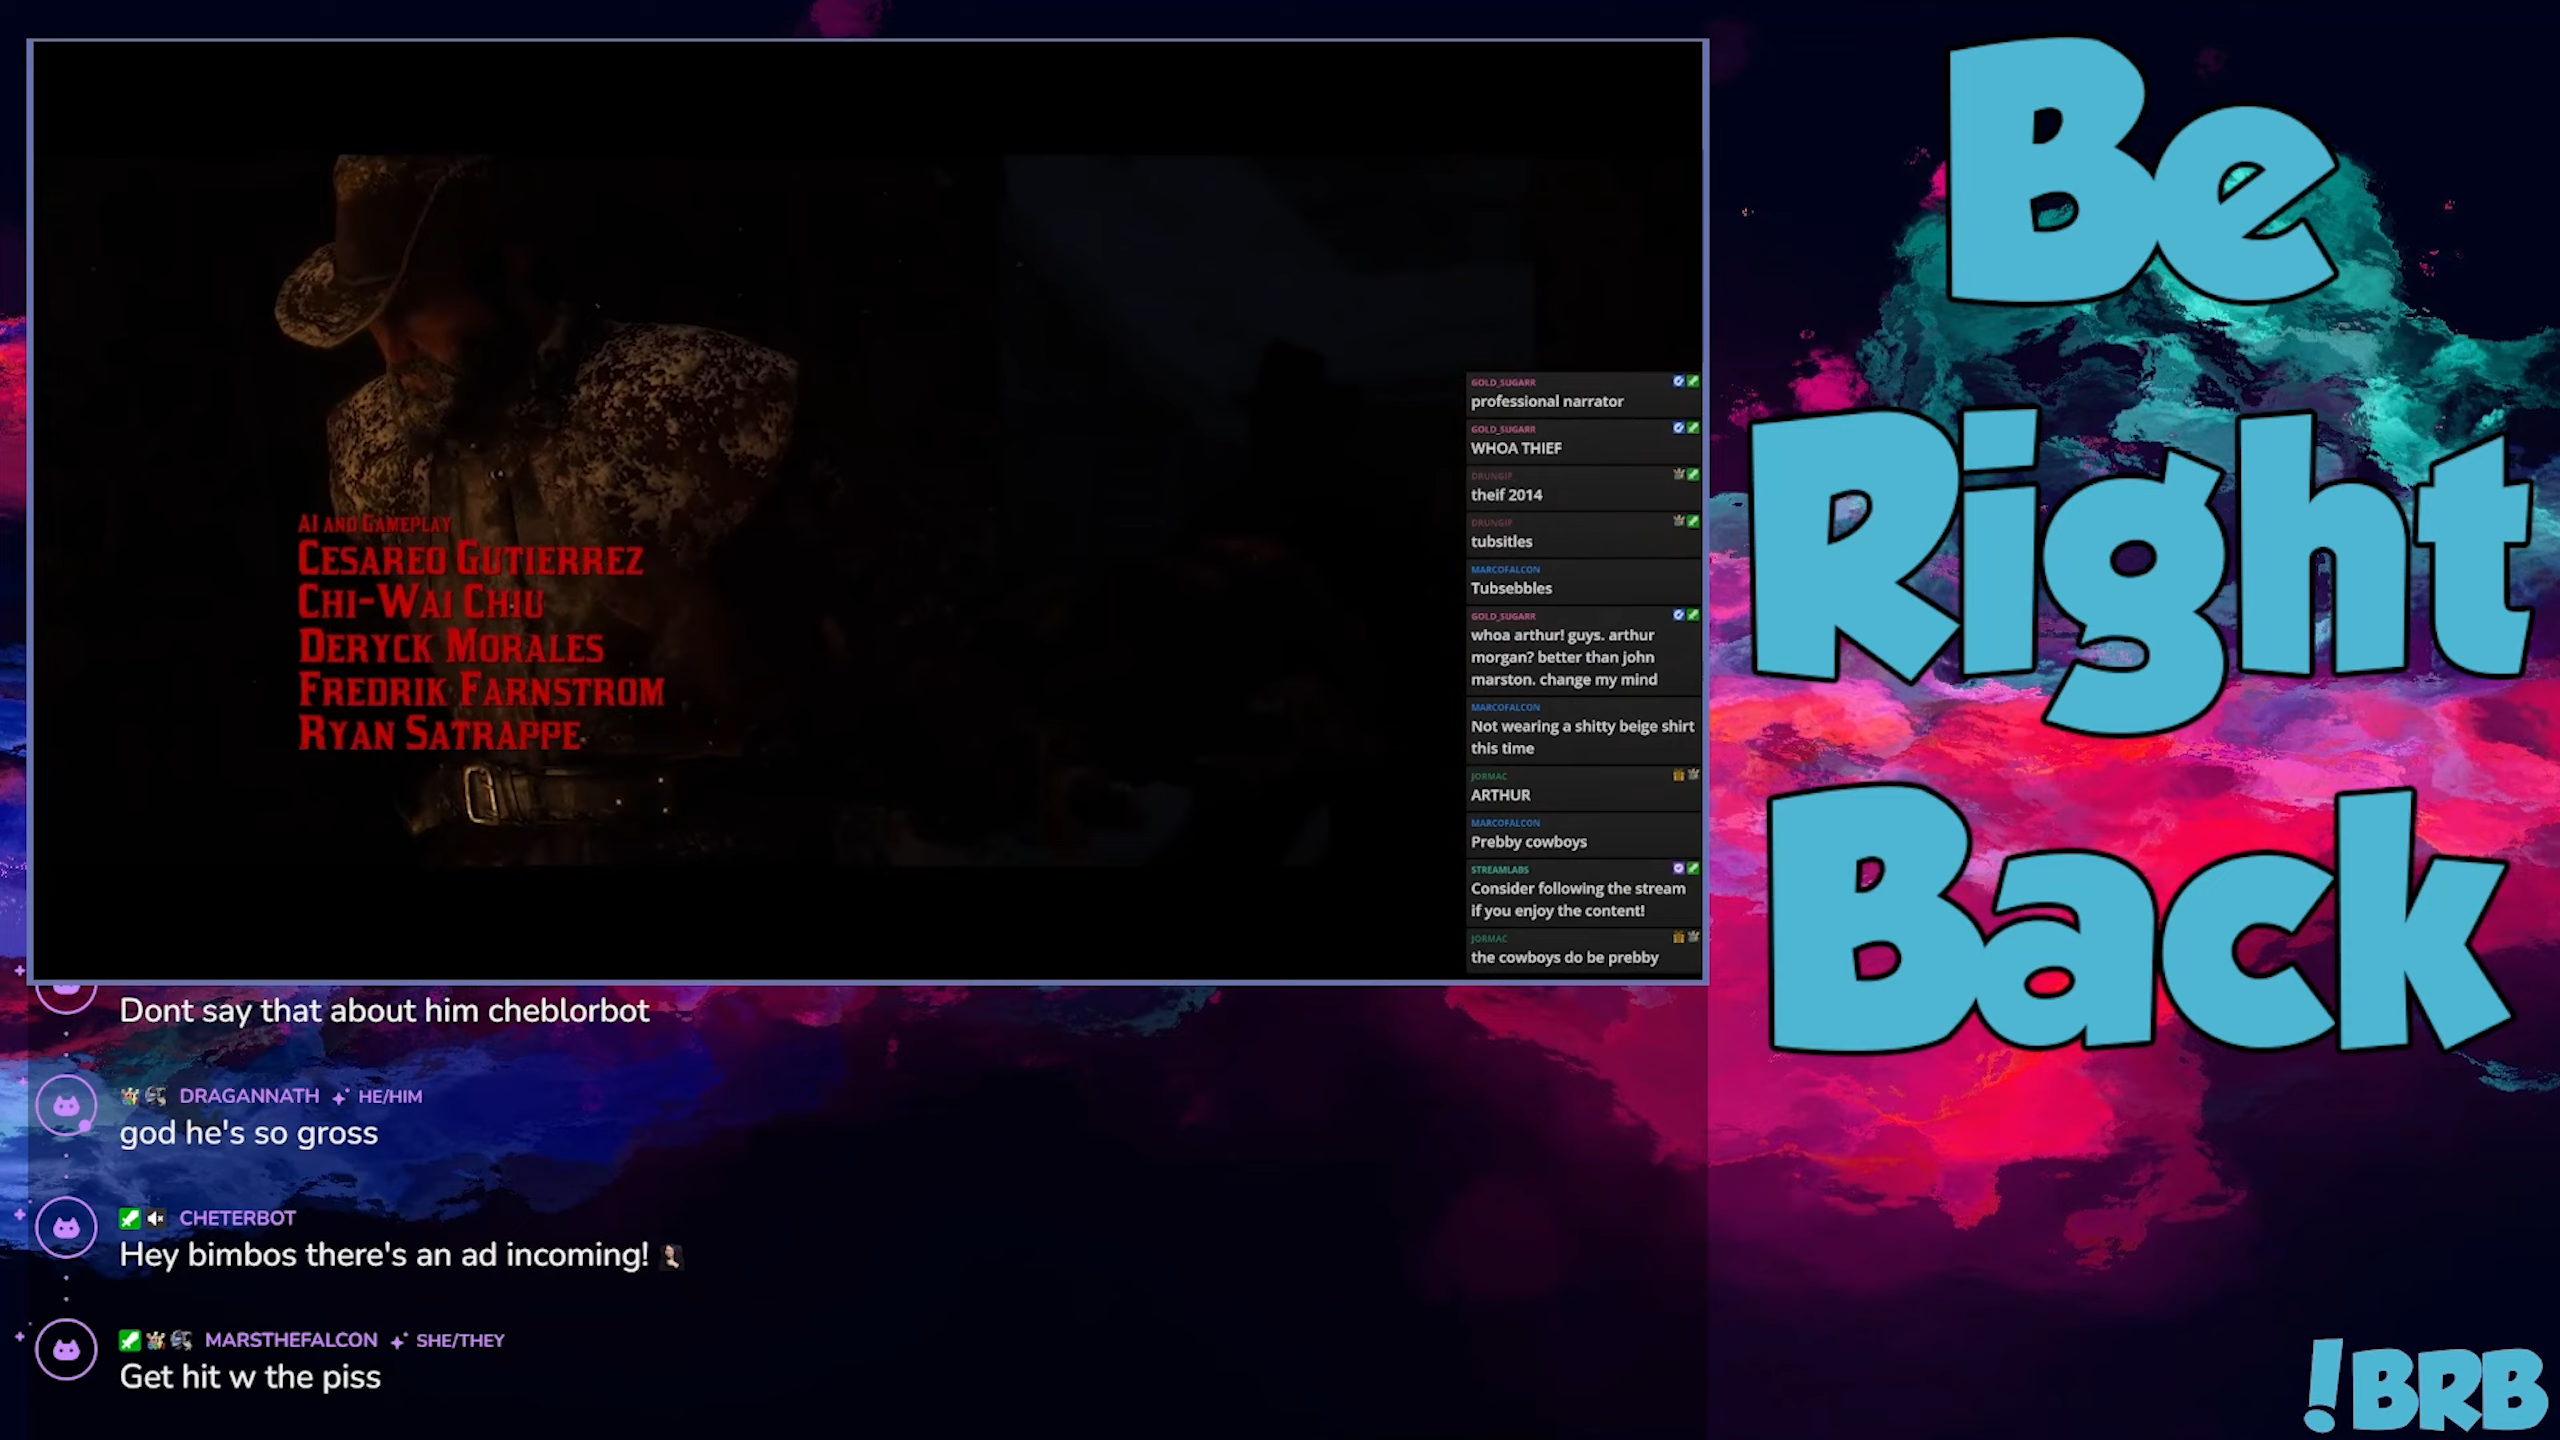 AI and Gameplay
Cesareo Gutierrez
Chi-Wai Chiu
Deryck Morales
Fredrik Farnstrom
Ryan Satrappe
GOLD_SUGARR
professional narrator
GOLD_SUGARR
WHOA THIEF
DRUNGIF
theif 2014
DRUNGIF
tubsitles
MARCOFALCON
Tubsebbles
GOLD_SUGARR
whoa arthur! guys. arthur
morgan? better than john
marston. change my mind
MARCOFALCON
Not wearing a shitty beige shirt
this time
JORMAC
ARTHUR
MARCOFALCON
Prebby cowboys
STREAMLABS
Consider following the stream
if you enjoy the content!
JORMAC
the cowboys do be prebby
Be
Right
Back
Dont say that about him cheblorbot
DRAGANNATH HE/HIM
god he's so gross
CHETERBOT
Hey bimbos there's an ad incoming!
MARSTHEFALCON SHE/THEY
Get hit w the piss
!BRB